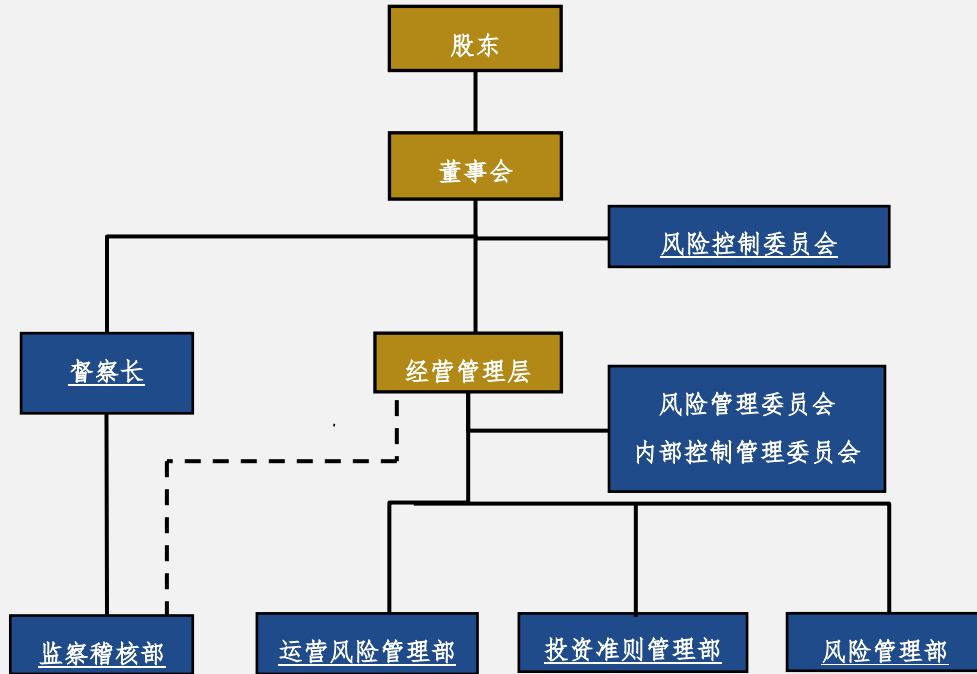 股东
董事会
风险控制委员会
督察长
经营管理层
风险管理委员会
内部控制管理委员会
监察稽核部
运营风险管理部
投资准则管理部
风险管理部